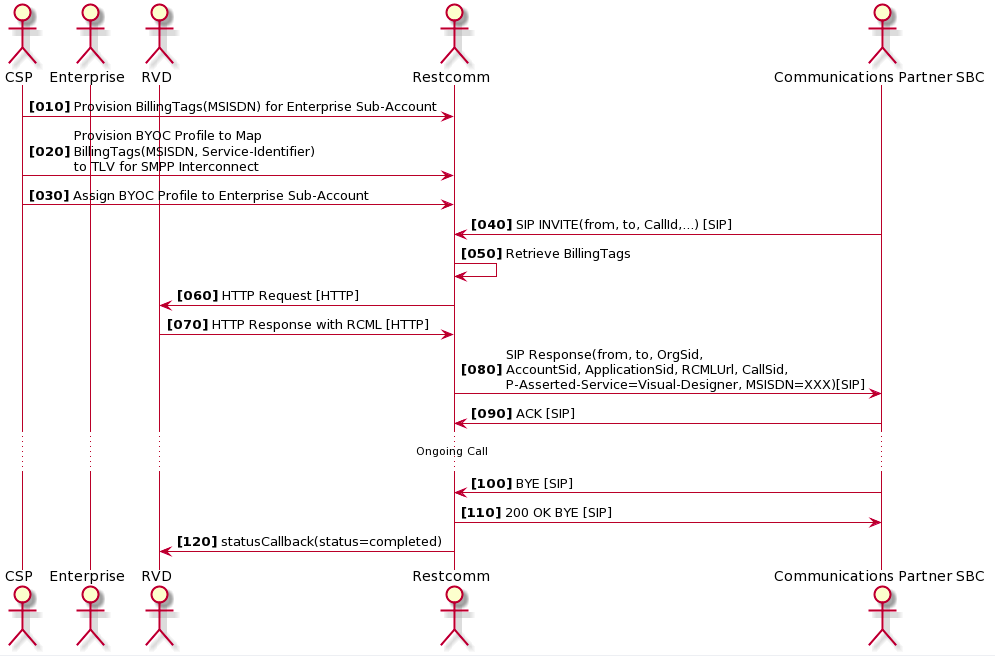 CSP Enterprise RVD Restcomm Communications Partner SBC
[010] Provision BillingTags(MSISDN) for Enterprise Sub-Account
Provision BYOC Profile to Map
[020] BillingTags(MSISDN, Service-Identifier)
to TLV for SMPP Interconnect
[030] Assign BYOC Profile to Enterprise Sub-Account
[040] SIP INVITE(from, to, CallId,...) [SIP]
[050] Retrieve BillingTags
[060] HTTP Request [HTTP]
[070] HTTP Response with RCML [HTTP]
SIP Response(from, to, OrgSid,
[080] AccountSid, ApplicationSid, RCMLUrl, CallSid,
P-Asserted-Service=Visual-Designer, MSISDN=XXX)[SIP]
[090] ACK [SIP]
Ongoing Call
[100] BYE [SIP]
[110] 200 OK BYE [SIP]
[120] statusCallback(status=completed)
CSP Enterprise RVD Restcomm Communications Partner SBC